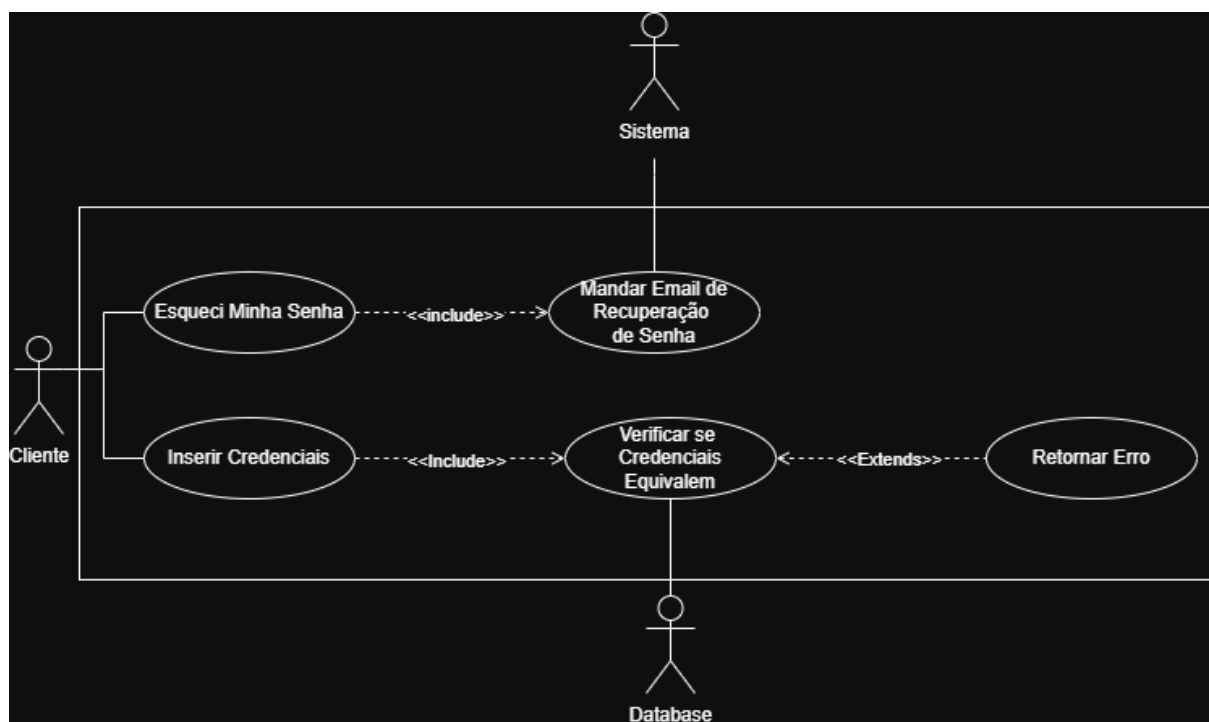 Sistema
Esqueci Minha Senha
<<include>>
Mandar Email de
Recuperação
de Senha
Cliente
Inserir Credenciais
<<Include>>
Verificar se
Credenciais
Equivalem
<<Extends>>
Retornar Erro
Database